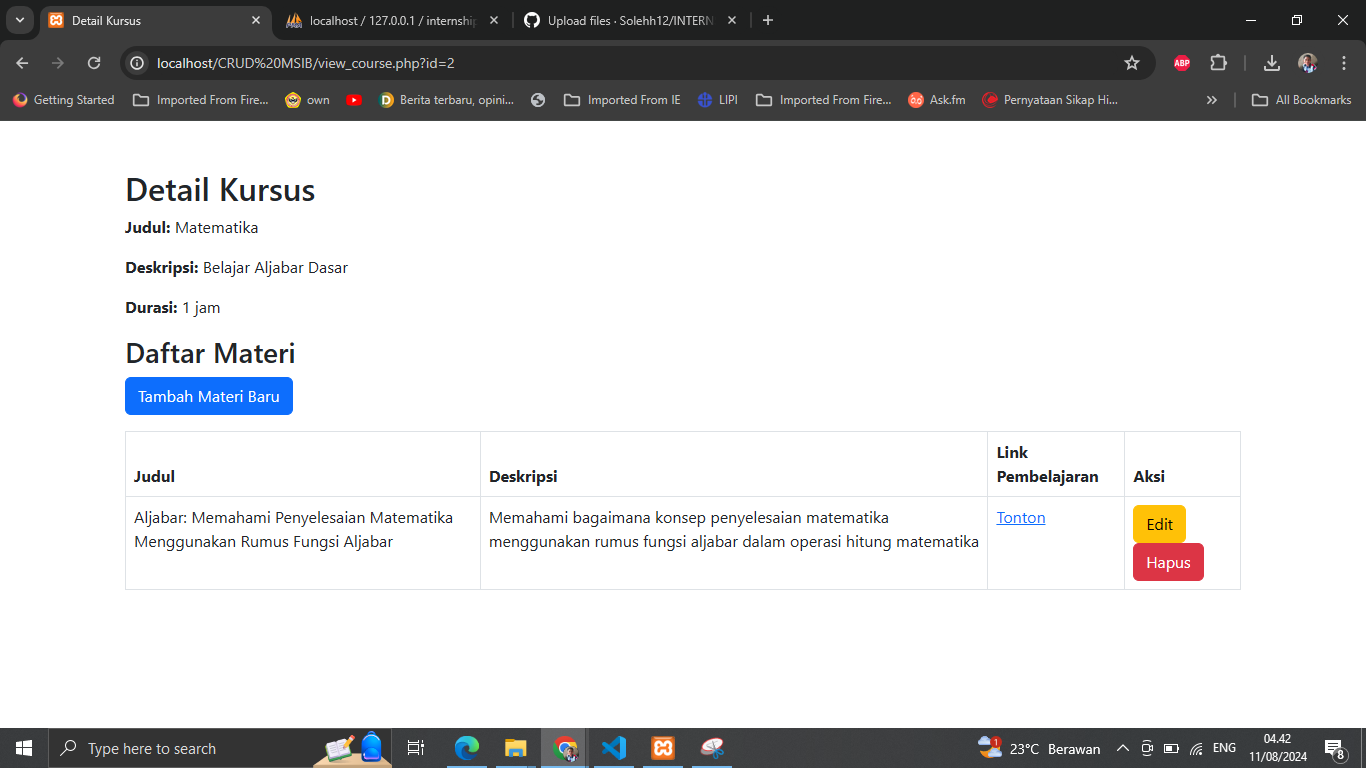 Detail Kursus
localhost / 127.0.0.1 / internship
Upload files · Solehh12/INTERN
localhost/CRUD%20MSIB/view_course.php?id=2
ABP
Getting Started
Imported From Fire...
own
Berita terbaru, opini...
Imported From IE
LIPI
Imported From Fire...
Ask.fm
Pernyataan Sikap Hi...
»
All Bookmarks
Detail Kursus
Judul: Matematika
Deskripsi: Belajar Aljabar Dasar
Durasi: 1 jam
Daftar Materi
Tambah Materi Baru
Judul
Deskripsi
Link
Pembelajaran
Aksi
Aljabar: Memahami Penyelesaian Matematika
Menggunakan Rumus Fungsi Aljabar
Memahami bagaimana konsep penyelesaian matematika
menggunakan rumus fungsi aljabar dalam operasi hitung matematika
Tonton
Edit
Hapus
Type here to search
1
23°C Berawan
ENG
04.42
11/08/2024
8